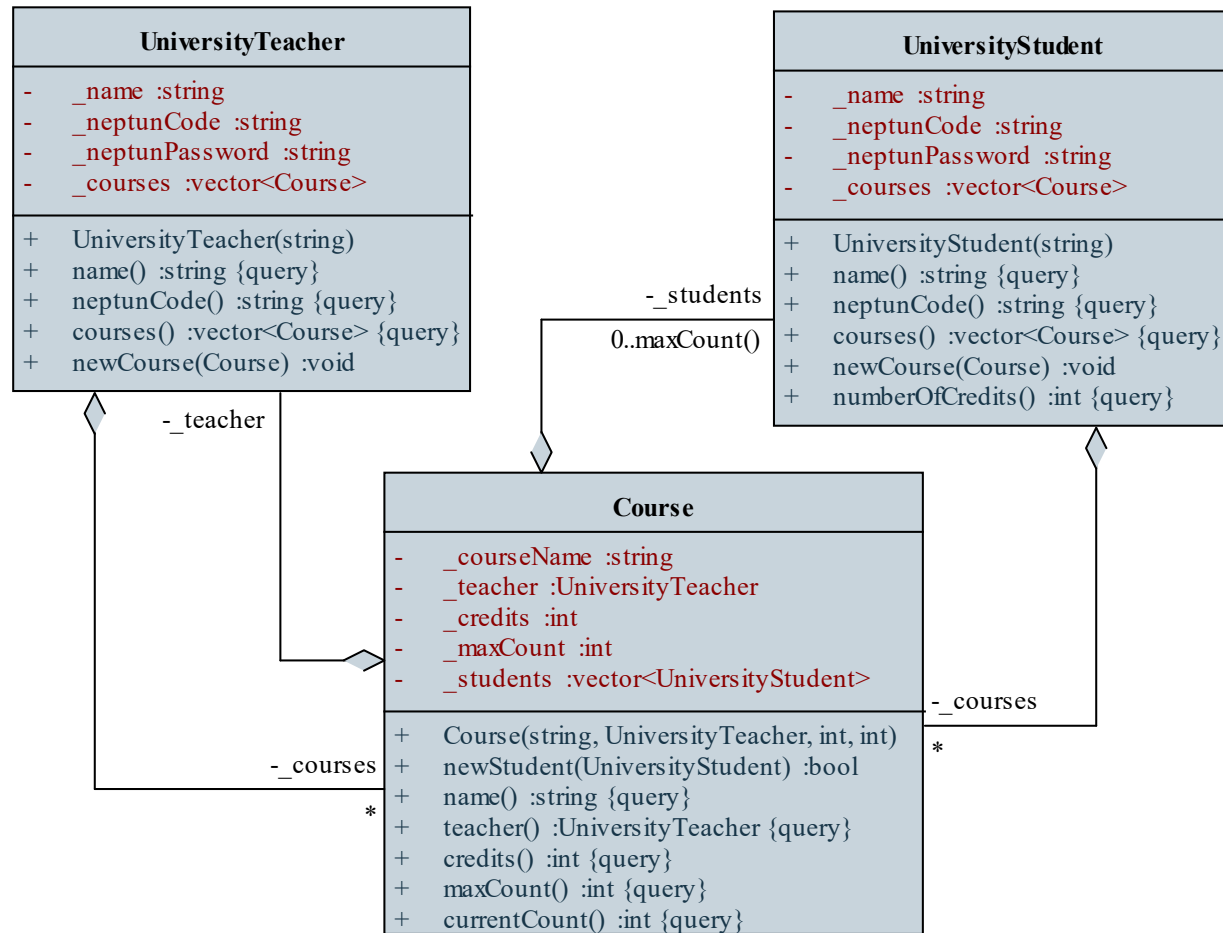 UniversityTeacher
- _name :string
- _neptunCode :string
- _neptunPassword :string
- _courses :vector<Course>
+ UniversityTeacher(string)
+ name() :string {query}
+ neptunCode() :string {query}
+ courses() :vector<Course> {query}
+ newCourse(Course) :void
UniversityStudent
- _name :string
- _neptunCode :string
- _neptunPassword :string
- _courses :vector<Course>
+ UniversityStudent(string)
+ name() :string {query}
+ neptunCode() :string {query}
+ courses() :vector<Course> {query}
+ newCourse(Course) :void
+ numberOfCredits() :int {query}
-_students
0..maxCount()
-_teacher
Course
- _courseName :string
- _teacher :UniversityTeacher
- _credits :int
- _maxCount :int
- _students :vector<UniversityStudent>
+ Course(string, UniversityTeacher, int, int)
+ newStudent(UniversityStudent) :bool
+ name() :string {query}
+ teacher() :UniversityTeacher {query}
+ credits() :int {query}
+ maxCount() :int {query}
+ currentCount() :int {query}
-_courses
*
-_courses
*